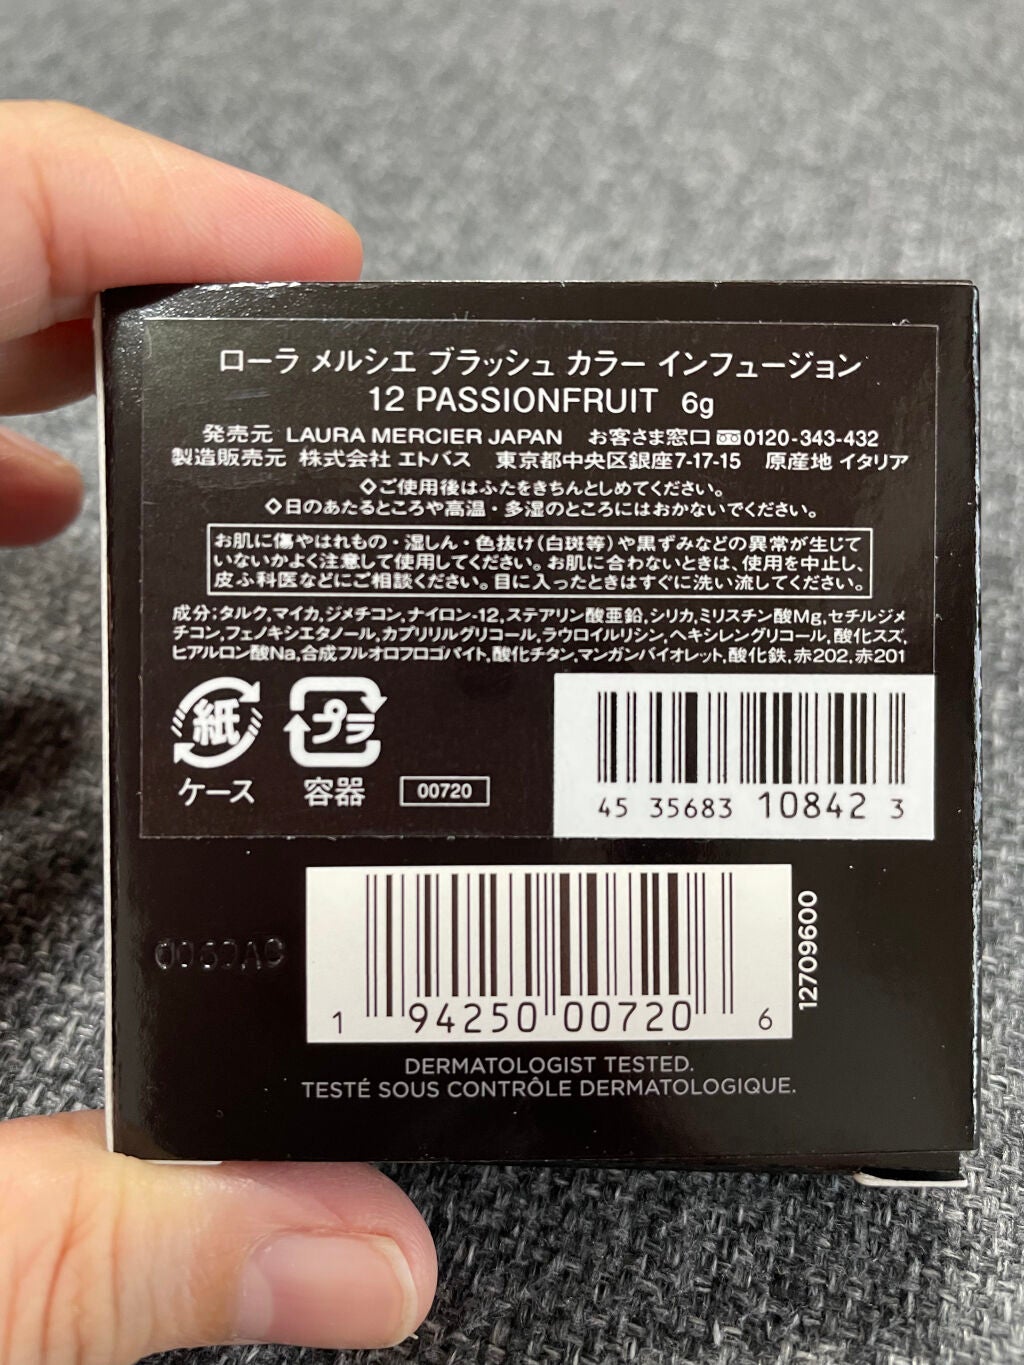 ローラ メルシエ ブラッシュ カラー インフュージョン
12 PASSIONFRUIT 6g
発売元 LAURA MERCIER JAPAN お客さま窓口 0120-343-432
製造販売元 株式会社 エトバス 東京都中央区銀座7-17-15 原産地 イタリア
◇ご使用後はふたをきちんとしめてください。
◇日のあたるところや高温・多湿のところにはおかないでください。
お肌に傷やはれもの・湿しん・色抜け(白斑等)や黒ずみなどの異常が生じて
いないかよく注意して使用してください。お肌に合わないときは、使用を中止し、
皮ふ科医などにご相談ください。目に入ったときはすぐに洗い流してください。
成分:タルク,マイカ,ジメチコン,ナイロン-12,ステアリン酸亜鉛,シリカ,ミリスチン酸Mg,セチルジメ
チコン,フェノキシエタノール,カプリリルグリコール,ラウロイルリシン,ヘキシレングリコール,酸化スズ,
ヒアルロン酸Na,合成フルオロフロゴパイト,酸化チタン,マンガンバイオレット,酸化鉄,赤202,赤201
紙 プラ
ケース 容器 00720
45 35683 10842 3
12709600
1 94250 00720 6
DERMATOLOGIST TESTED.
TESTÉ SOUS CONTRÔLE DERMATOLOGIQUE.